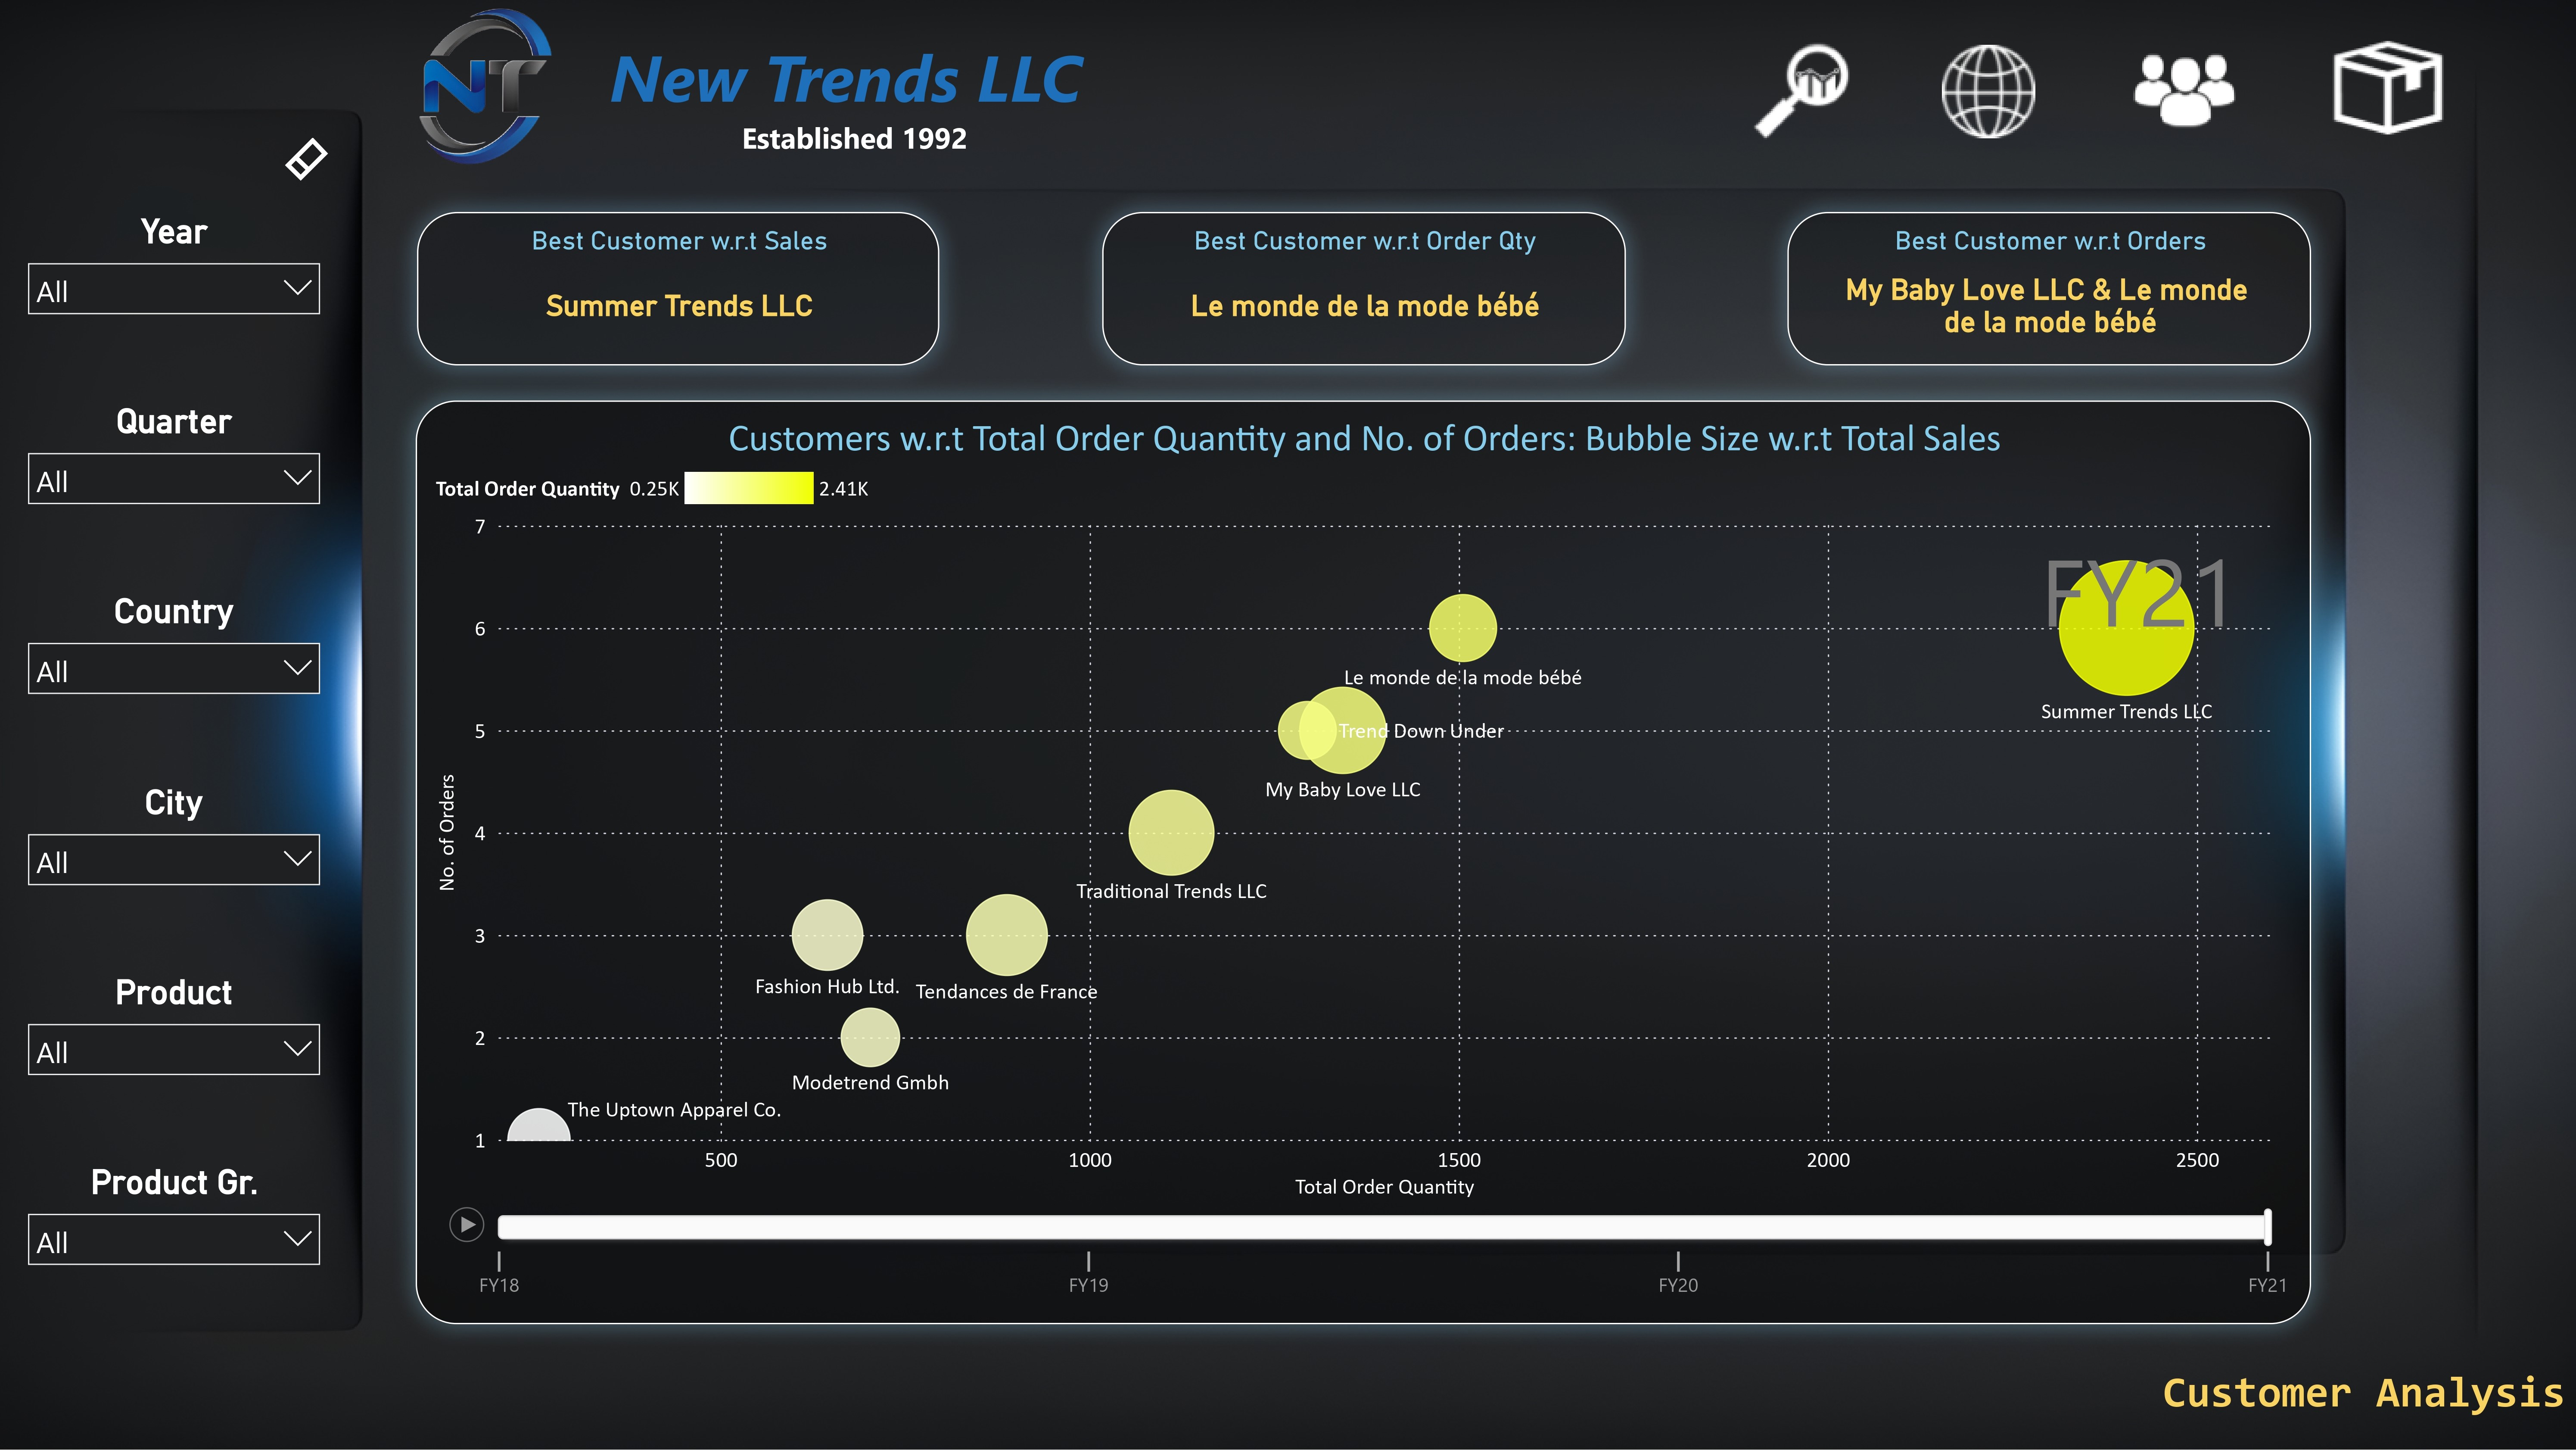 NT
New Trends LLC
Established 1992
Year
All
Quarter
All
Country
All
City
All
Product
All
Product Gr.
All
Best Customer w.r.t Sales
Summer Trends LLC
Best Customer w.r.t Order Qty
Le monde de la mode bébé
Best Customer w.r.t Orders
My Baby Love LLC & Le monde
de la mode bébé
Customers w.r.t Total Order Quantity and No. of Orders: Bubble Size w.r.t Total Sales
Total Order Quantity 0.25K 2.41K
7
6
5
4
3
2
1
No. of Orders
FY21
Le monde de la mode bébé
Summer Trends LLC
Trend Down Under
My Baby Love LLC
Traditional Trends LLC
Fashion Hub Ltd.
Tendances de France
Modetrend Gmbh
The Uptown Apparel Co.
500 1000 1500 2000 2500
Total Order Quantity
FY18 FY19 FY20 FY21
Customer Analysis